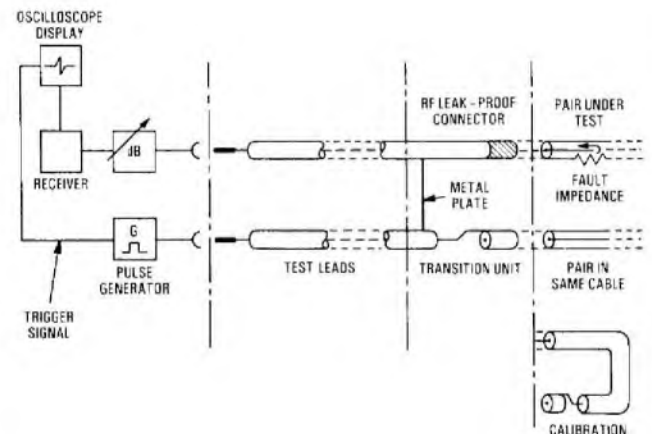 OSCILLOSCOPE
DISPLAY
RECEIVER
dB
G
PULSE
GENERATOR
TRIGGER
SIGNAL
TEST LEADS
RF LEAK-PROOF
CONNECTOR
METAL
PLATE
TRANSITION UNIT
PAIR UNDER
TEST
FAULT
IMPEDANCE
PAIR IN
SAME CABLE
CALIBRATION